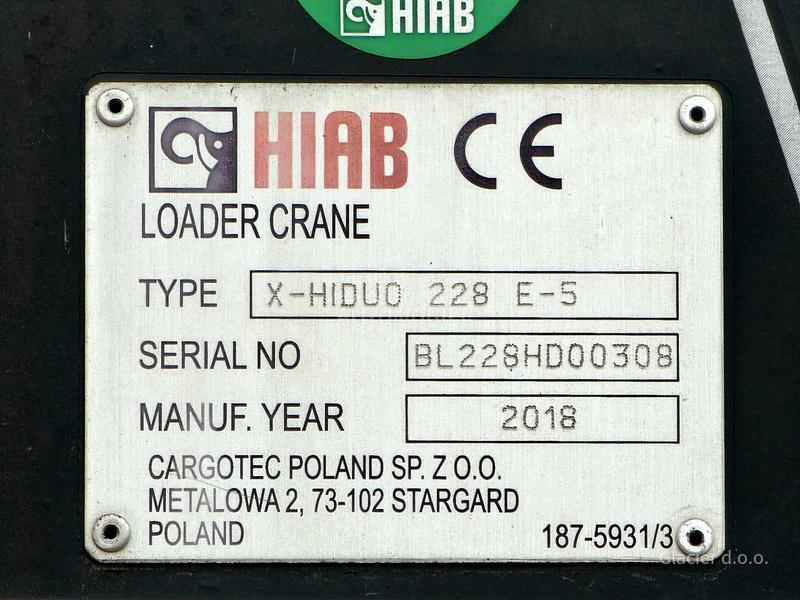 HIAB
HIAB CE
LOADER CRANE
TYPE X-HIDUO 228 E-5
SERIAL NO BL228HD00308
MANUF. YEAR 2018
CARGOTEC POLAND SP. Z O.O.
METALOWA 2, 73-102 STARGARD
POLAND 187-5931/3
d.o.o.